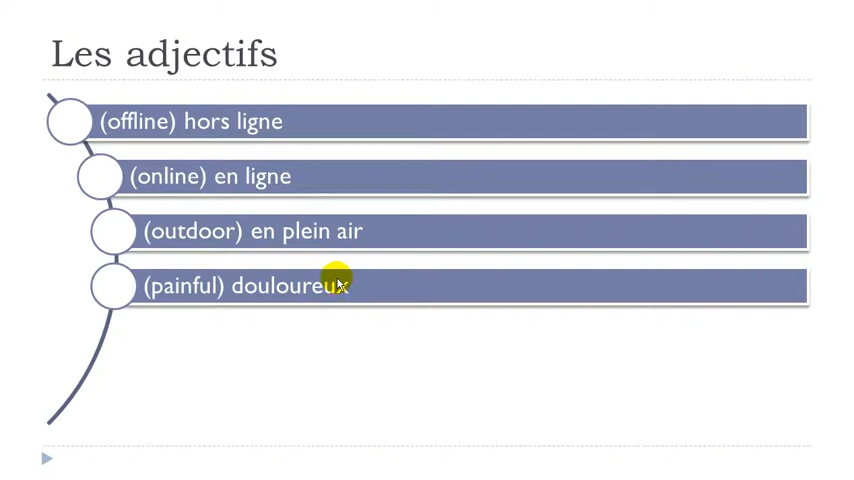 Les adjectifs
(offline) hors ligne
(online) en ligne
(outdoor) en plein air
(painful) douloureux